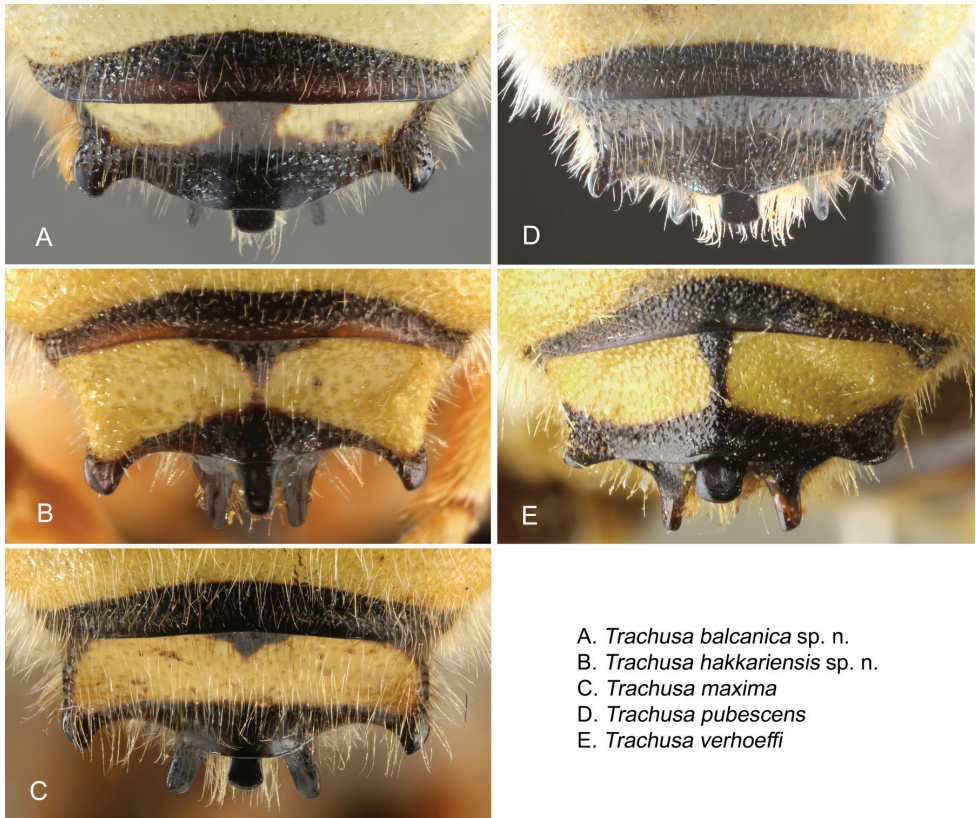 A
D
B
E
C
A. Trachusa balcanica sp. n.
B. Trachusa hakkariensis sp. n.
C. Trachusa maxima
D. Trachusa pubescens
E. Trachusa verhoeffi